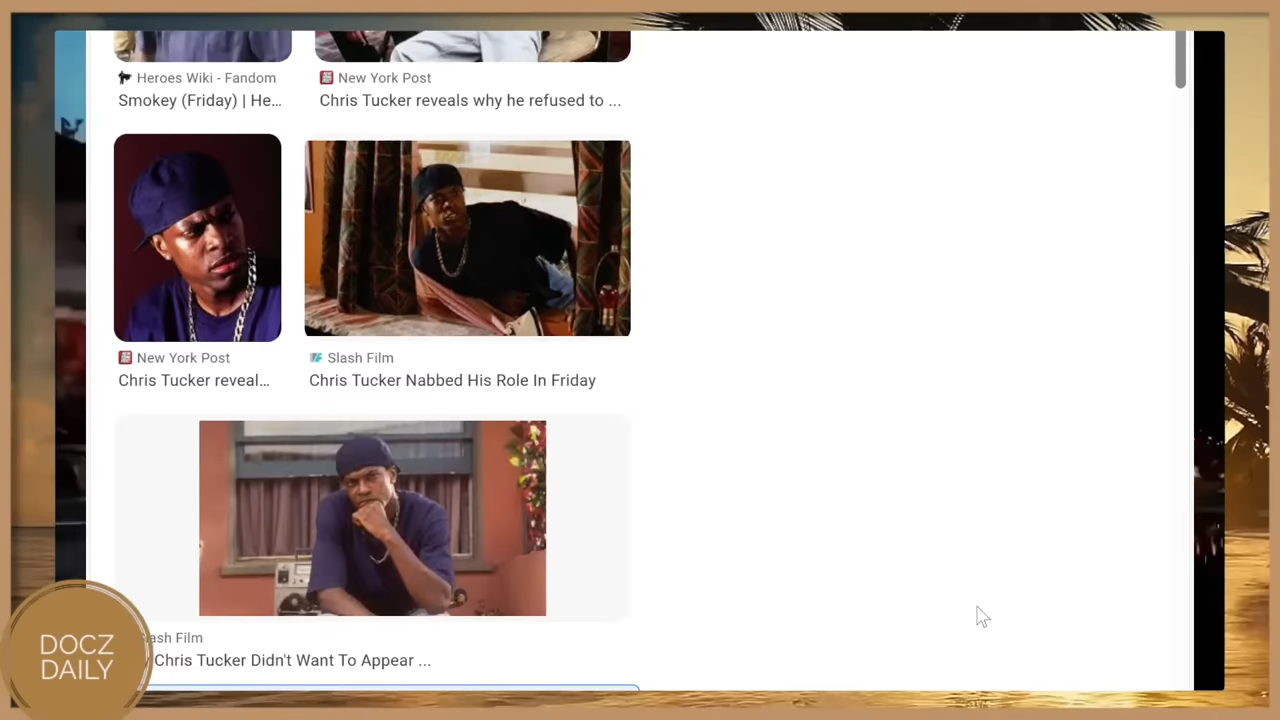 Heroes Wiki - Fandom
Smokey (Friday) | He...
New York Post
Chris Tucker reveals why he refused to ...
New York Post
Chris Tucker reveal...
Slash Film
Chris Tucker Nabbed His Role In Friday
Slash Film
Chris Tucker Didn't Want To Appear ...
DOCZ
DAILY